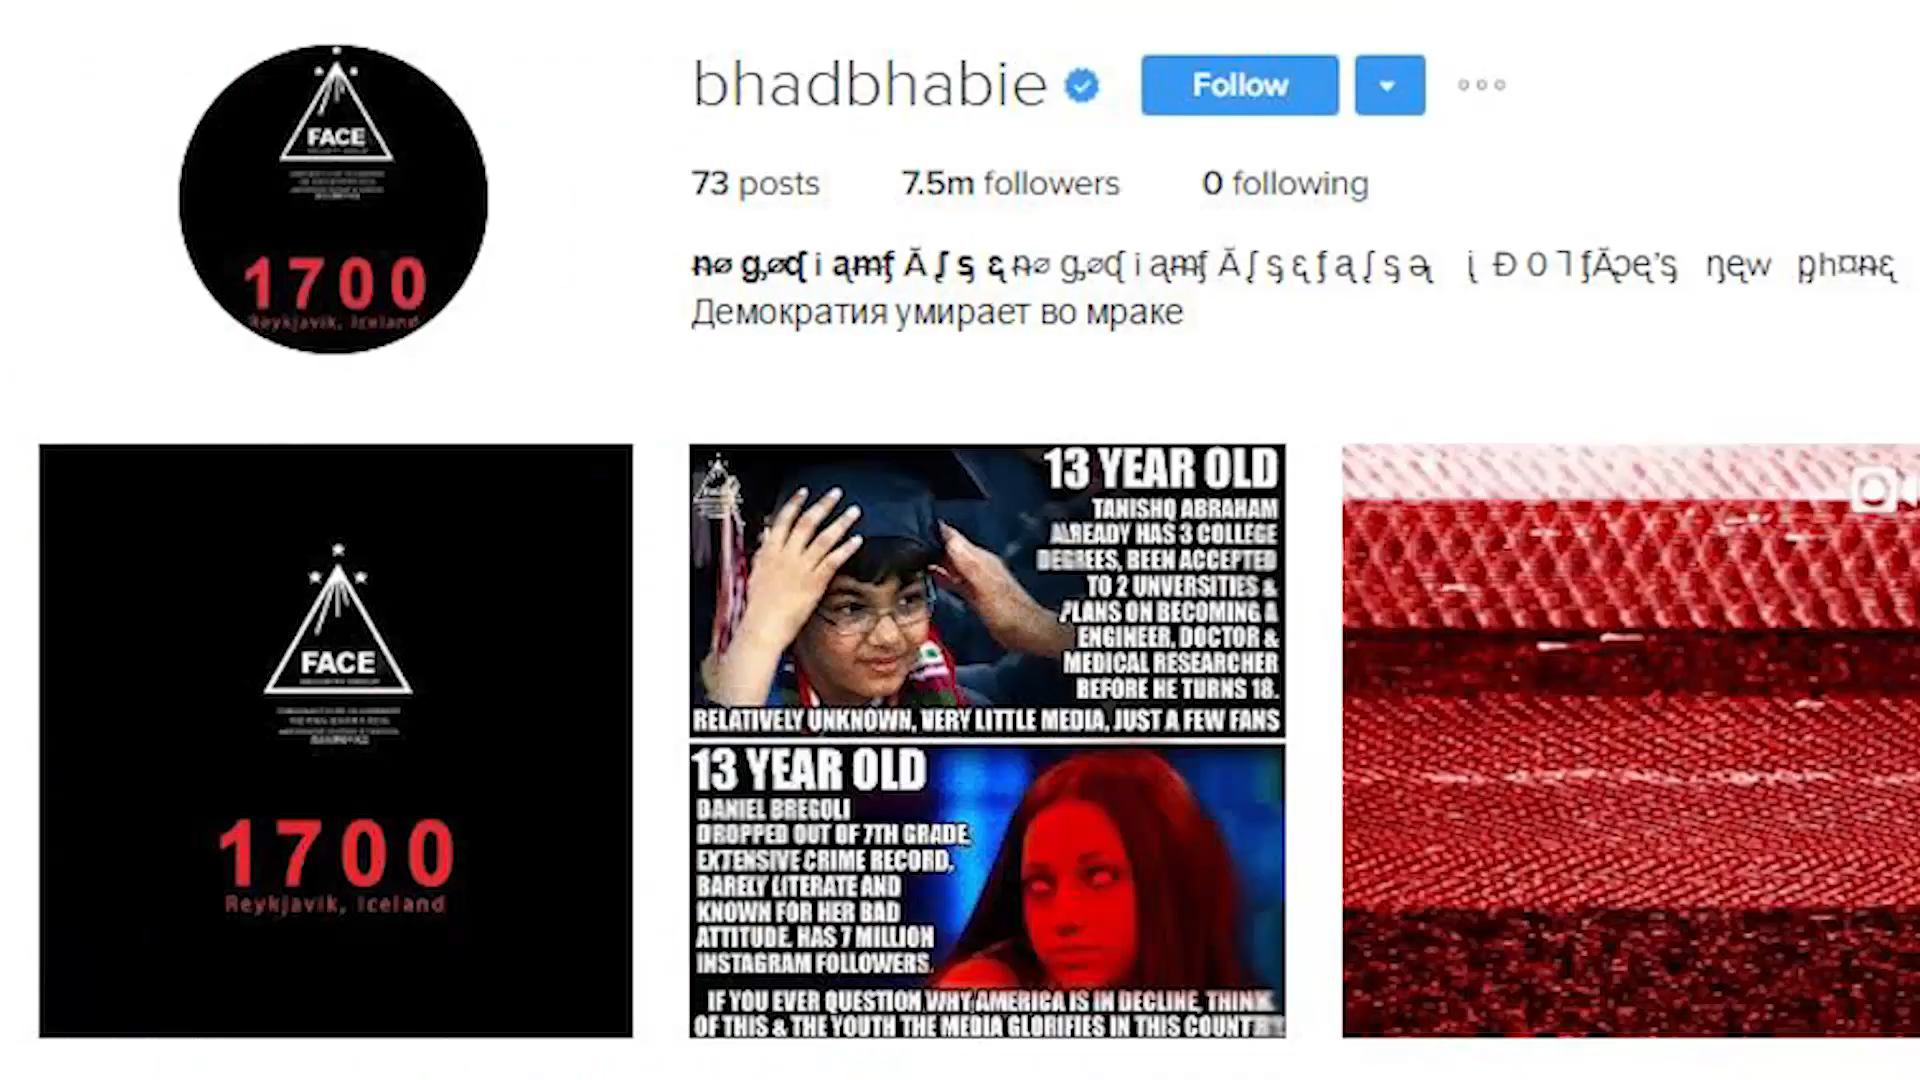 FACE
1700
Reykjavik, Iceland
bhadbhabie
Follow
73 posts
7.5m followers
0 following
Демократия умирает во мраке
FACE
1700
Reykjavik, Iceland
13 YEAR OLD
TANISHQ ABRAHAM
ALREADY HAS 3 COLLEGE
DEGREES, BEEN ACCEPTED
TO 2 UNVERSITIES &
PLANS ON BECOMING A
ENGINEER, DOCTOR &
MEDICAL RESEARCHER
BEFORE HE TURNS 18.
RELATIVELY UNKNOWN, VERY LITTLE MEDIA, JUST A FEW FANS
13 YEAR OLD
DANIEL BREGOLI
DROPPED OUT OF 7TH GRADE
EXTENSIVE CRIME RECORD,
BARELY LITERATE AND
KNOWN FOR HER BAD
ATTITUDE, HAS 7 MILLION
INSTAGRAM FOLLOWERS.
IF YOU EVER QUESTION WHY AMERICA IS IN DECLINE, THINK
OF THIS & THE YOUTH THE MEDIA GLORIFIES IN THIS COUNTRY